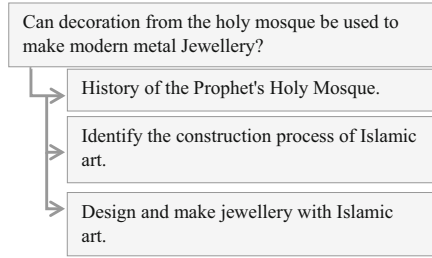 Can decoration from the holy mosque be used to
make modern metal Jewellery?
History of the Prophet's Holy Mosque.
Identify the construction process of Islamic
art.
Design and make jewellery with Islamic
art.